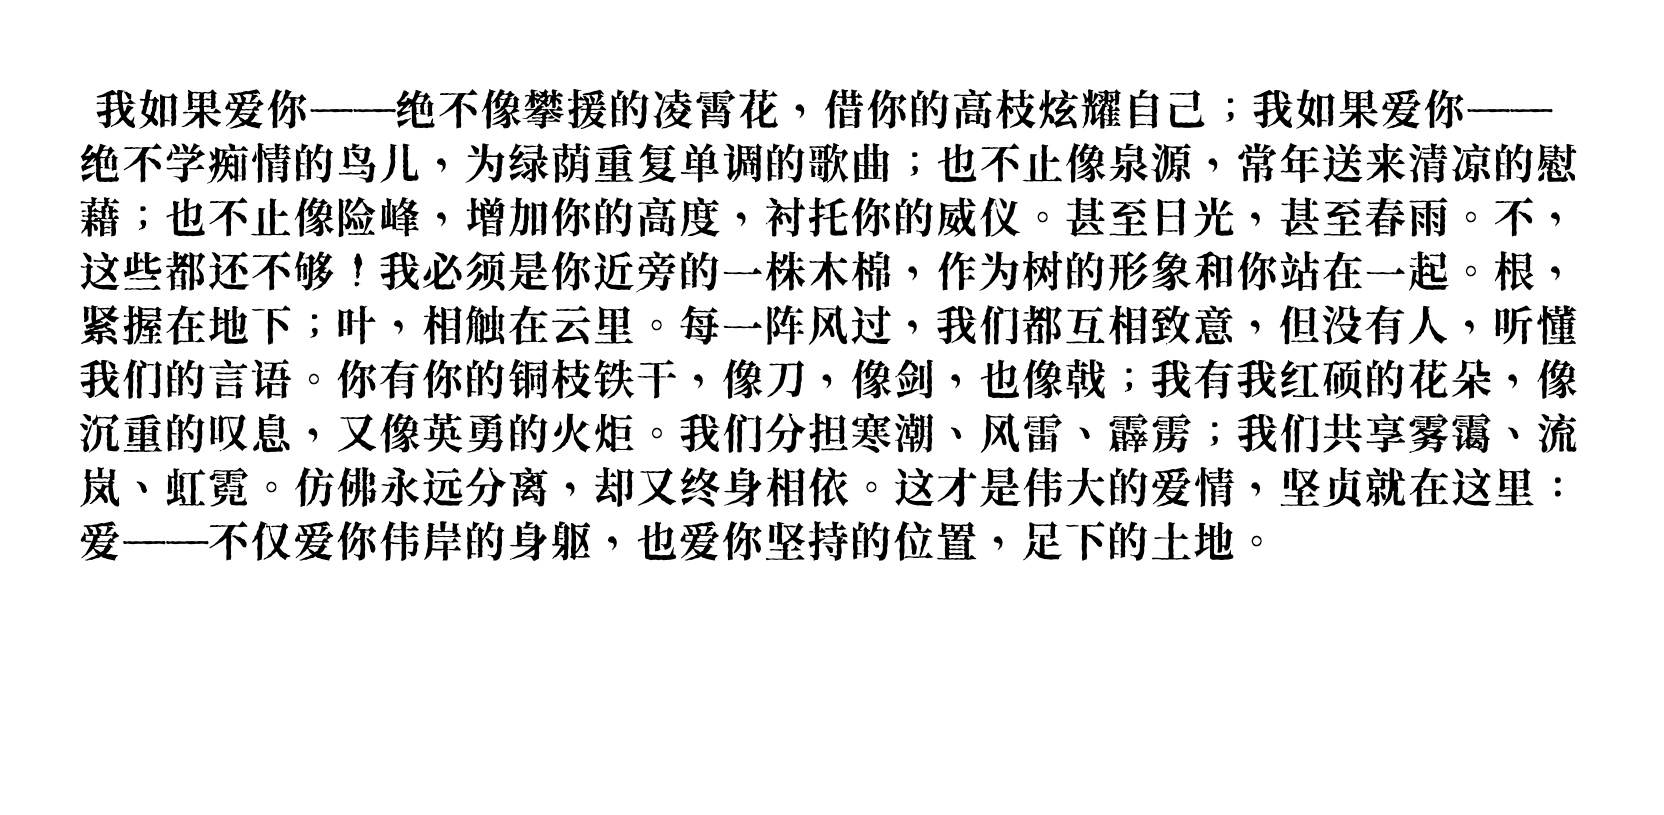 我如果爱你——绝不像攀援的凌霄花，借你的高枝炫耀自己；我如果爱你——
绝不学痴情的鸟儿，为绿荫重复单调的歌曲；也不止像泉源，常年送来清凉的慰
藉；也不止像险峰，增加你的高度，衬托你的威仪。甚至日光，甚至春雨。不，
这些都还不够！我必须是你近旁的一株木棉，作为树的形象和你站在一起。根，
紧握在地下；叶，相触在云里。每一阵风过，我们都互相致意，但没有人，听懂
我们的言语。你有你的铜枝铁干，像刀，像剑，也像戟；我有我红硕的花朵，像
沉重的叹息，又像英勇的火炬。我们分担寒潮、风雷、霹雳；我们共享雾霭、流
岚、虹霓。仿佛永远分离，却又终身相依。这才是伟大的爱情，坚贞就在这里：
爱——不仅爱你伟岸的身躯，也爱你坚持的位置，足下的土地。